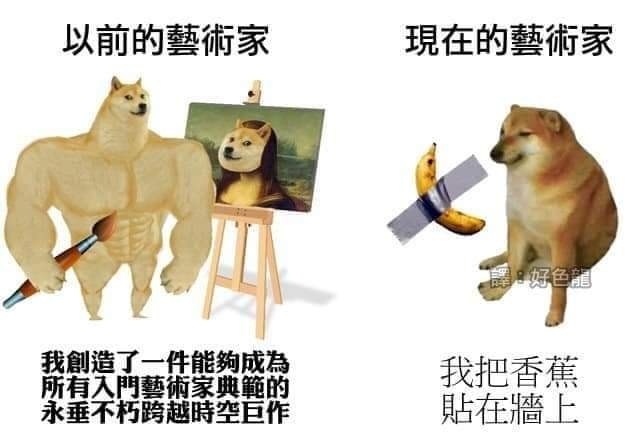 以前的藝術家
現在的藝術家
譯：好色龍
我創造了一件能夠成為
所有入門藝術家典範的
永垂不朽跨越時空巨作
我把香蕉
貼在牆上